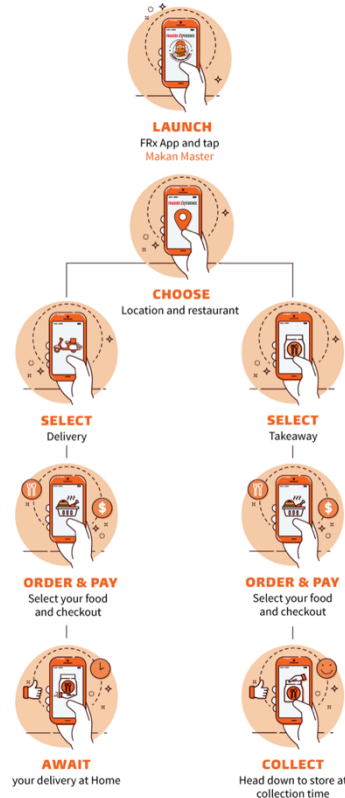 LAUNCH
FRx App and tap
Makan Master
CHOOSE
Location and restaurant
SELECT
Delivery
SELECT
Takeaway
ORDER & PAY
Select your food
and checkout
ORDER & PAY
Select your food
and checkout
$
$
AWAIT
your delivery at Home
COLLECT
Head down to store at
collection time